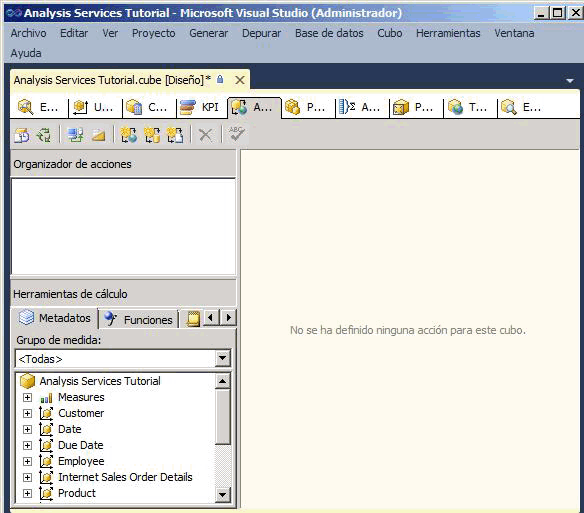 Analysis Services Tutorial - Microsoft Visual Studio (Administrador)
Archivo Editar Ver Proyecto Generar Depurar Base de datos Cubo Herramientas Ventana
Ayuda
Analysis Services Tutorial.cube [Diseño]*
E... U... C... KPI A... P... A... P... T... E...
ABC
Organizador de acciones
No se ha definido ninguna acción para este cubo.
Herramientas de cálculo
Metadatos Funciones
Grupo de medida:
<Todas>
Analysis Services Tutorial
Measures
Customer
Date
Due Date
Employee
Internet Sales Order Details
Product